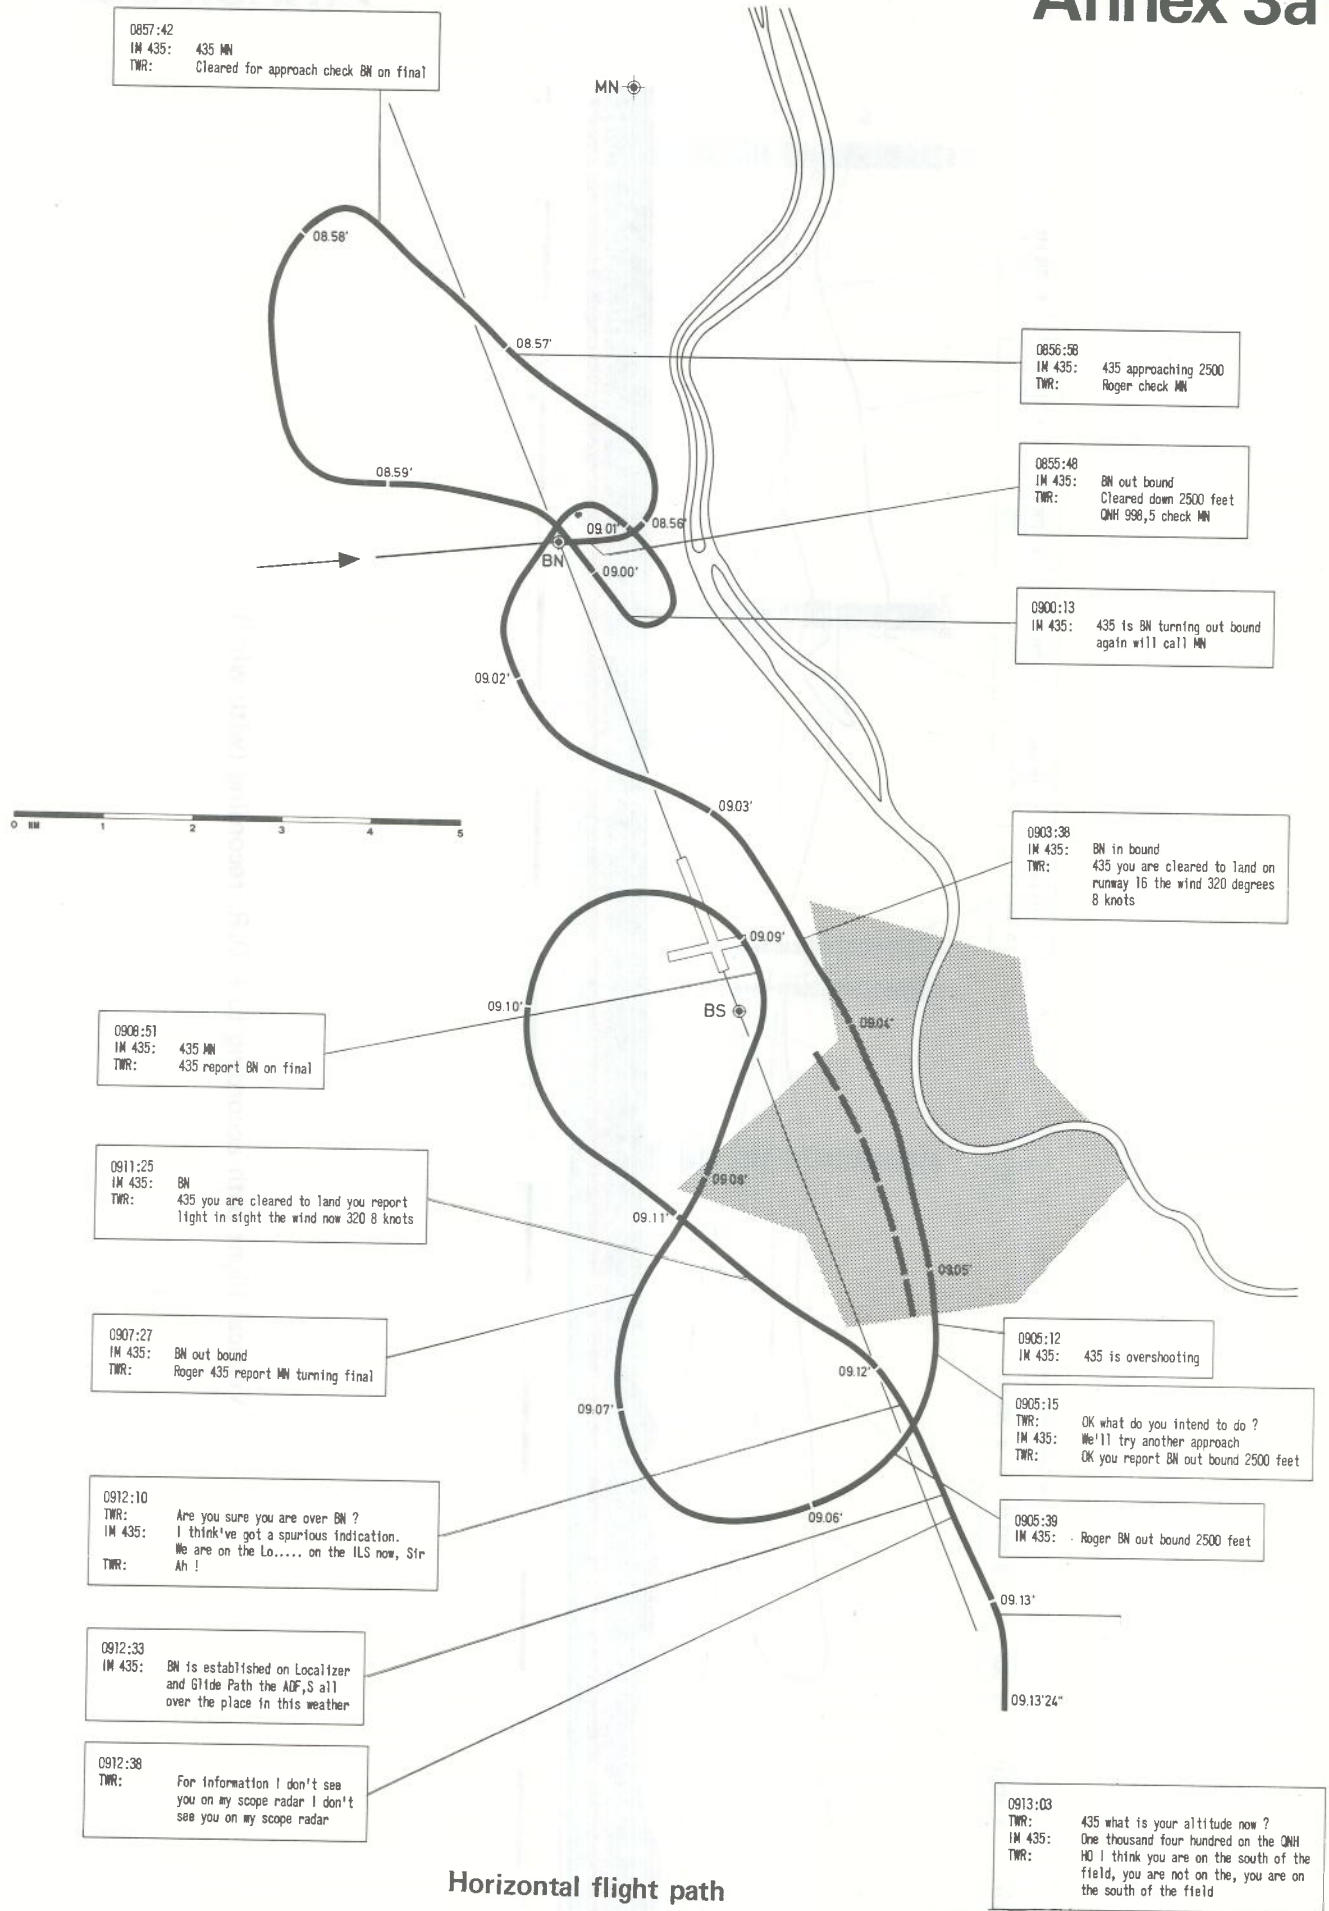 Annex 3a
0857:42
IM 435: 435 MN
TWR: Cleared for approach check BN on final
MN
08.58'
08.57'
0856:58
IM 435: 435 approaching 2500
TWR: Roger check MN
0855:48
IM 435: BN out bound
TWR: Cleared down 2500 feet
QNH 998,5 check MN
08.59'
08.56'
09.01'
BN
09.00'
0900:13
IM 435: 435 is BN turning out bound
again will call MN
09.02'
09.03'
0 NM 1 2 3 4 5
0903:38
IM 435: BN in bound
TWR: 435 you are cleared to land on
runway 16 the wind 320 degrees
8 knots
09.09'
09.10'
BS
09.04'
0908:51
IM 435: 435 MN
TWR: 435 report BN on final
0911:25
IM 435: BN
TWR: 435 you are cleared to land you report
light in sight the wind now 320 8 knots
09.08'
09.11'
09.05'
0907:27
IM 435: BN out bound
TWR: Roger 435 report MN turning final
0905:12
IM 435: 435 is overshooting
09.12'
09.07'
0905:15
TWR: OK what do you intend to do ?
IM 435: We'll try another approach
TWR: OK you report BN out bound 2500 feet
0912:10
TWR: Are you sure you are over BN ?
IM 435: I think've got a spurious indication.
We are on the Lo..... on the ILS now, Sir
TWR: Ah !
09.06'
0905:39
IM 435: Roger BN out bound 2500 feet
09.13'
0912:33
IM 435: BN is established on Localizer
and Glide Path the ADF,S all
over the place in this weather
09.13'24"
0912:38
TWR: For information I don't see
you on my scope radar I don't
see you on my scope radar
0913:03
TWR: 435 what is your altitude now ?
IM 435: One thousand four hundred on the QNH
TWR: HO I think you are on the south of the
field, you are not on the, you are on
the south of the field
Horizontal flight path